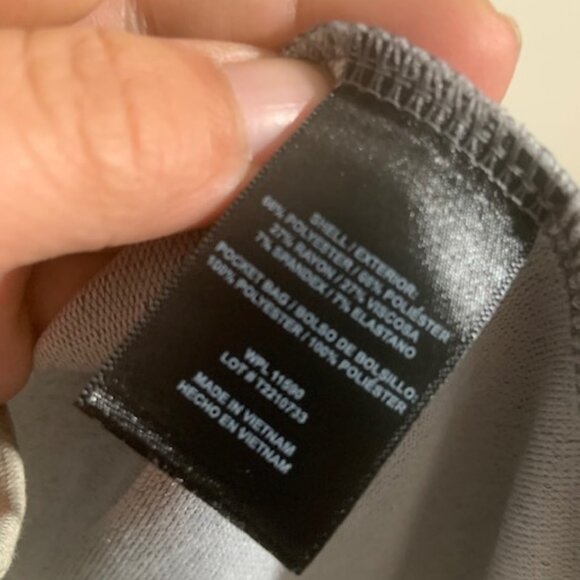 SHELL / EXTERIOR:
66% POLYESTER / 66% POLIÉSTER
27% RAYON / 27% VISCOSA
7% SPANDEX / 7% ELASTANO
POCKET BAG / BOLSO DE BOLSILLO:
100% POLYESTER / 100% POLIÉSTER
WPL 11599
LOT # T2210733
MADE IN VIETNAM
HECHO EN VIETNAM